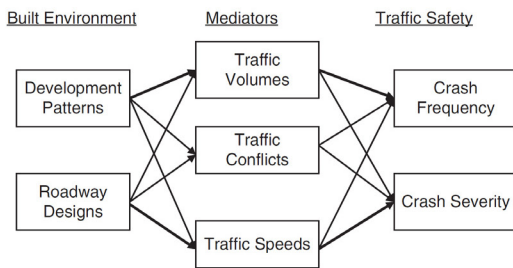 Built Environment
Mediators
Traffic Safety
Development
Patterns
Roadway
Designs
Traffic
Volumes
Traffic
Conflicts
Traffic Speeds
Crash
Frequency
Crash Severity